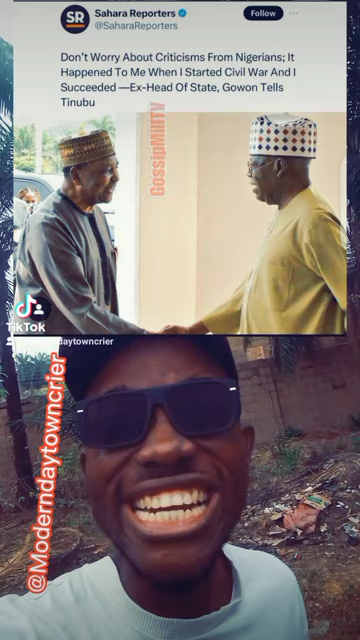 SR
Sahara Reporters
@SaharaReporters
Follow
Don't Worry About Criticisms From Nigerians; It
Happened To Me When I Started Civil War And I
Succeeded —Ex-Head Of State, Gowon Tells
Tinubu
GossipMillTV
TikTok
@Moderndaytowncrier